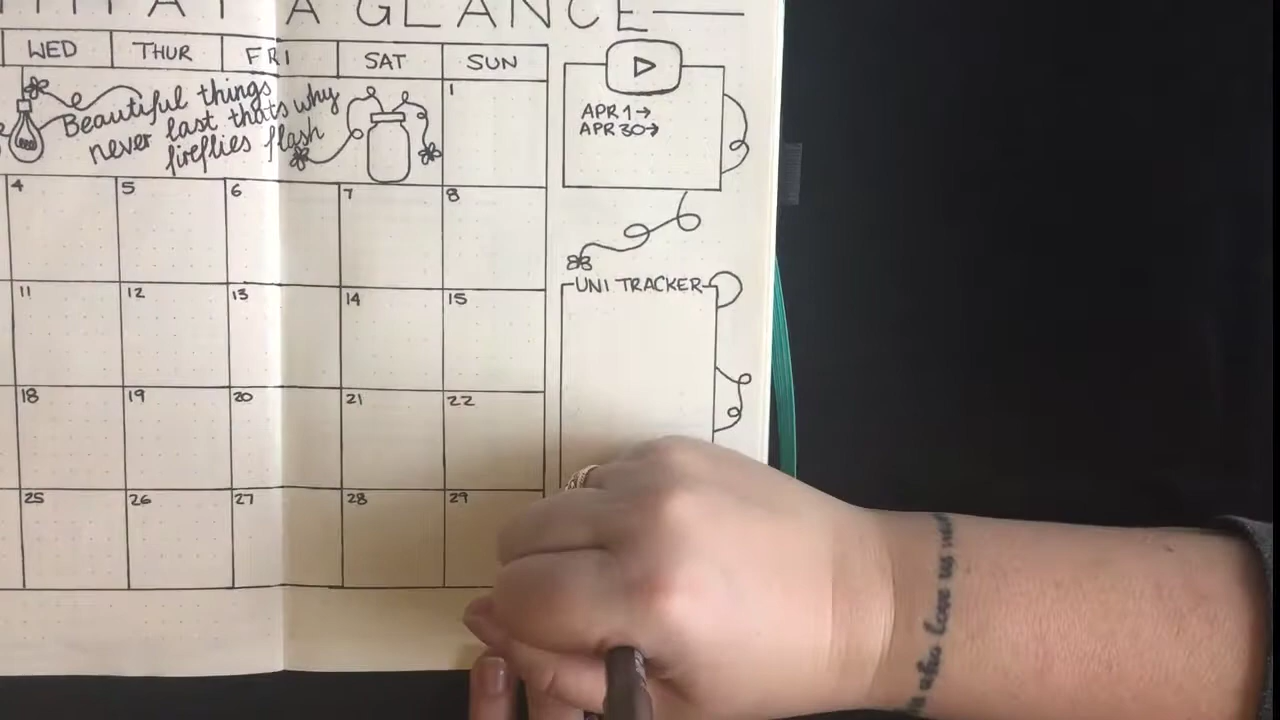 AT A GLANCE
WED THUR FRI SAT SUN
Beautiful things
never last that's why
fireflies flash
1
APR 1→
APR 30→
4 5 6 7 8
UNI TRACKER
11 12 13 14 15
18 19 20 21 22
25 26 27 28 29
love us